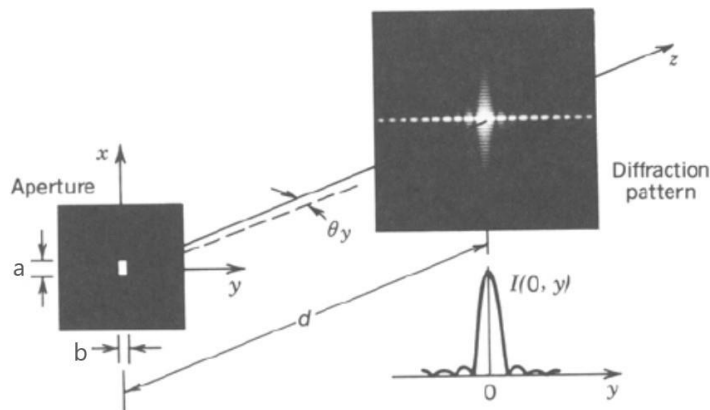 x
Aperture
a
y
b
θy
d
z
Diffraction
pattern
I(0, y)
0
y